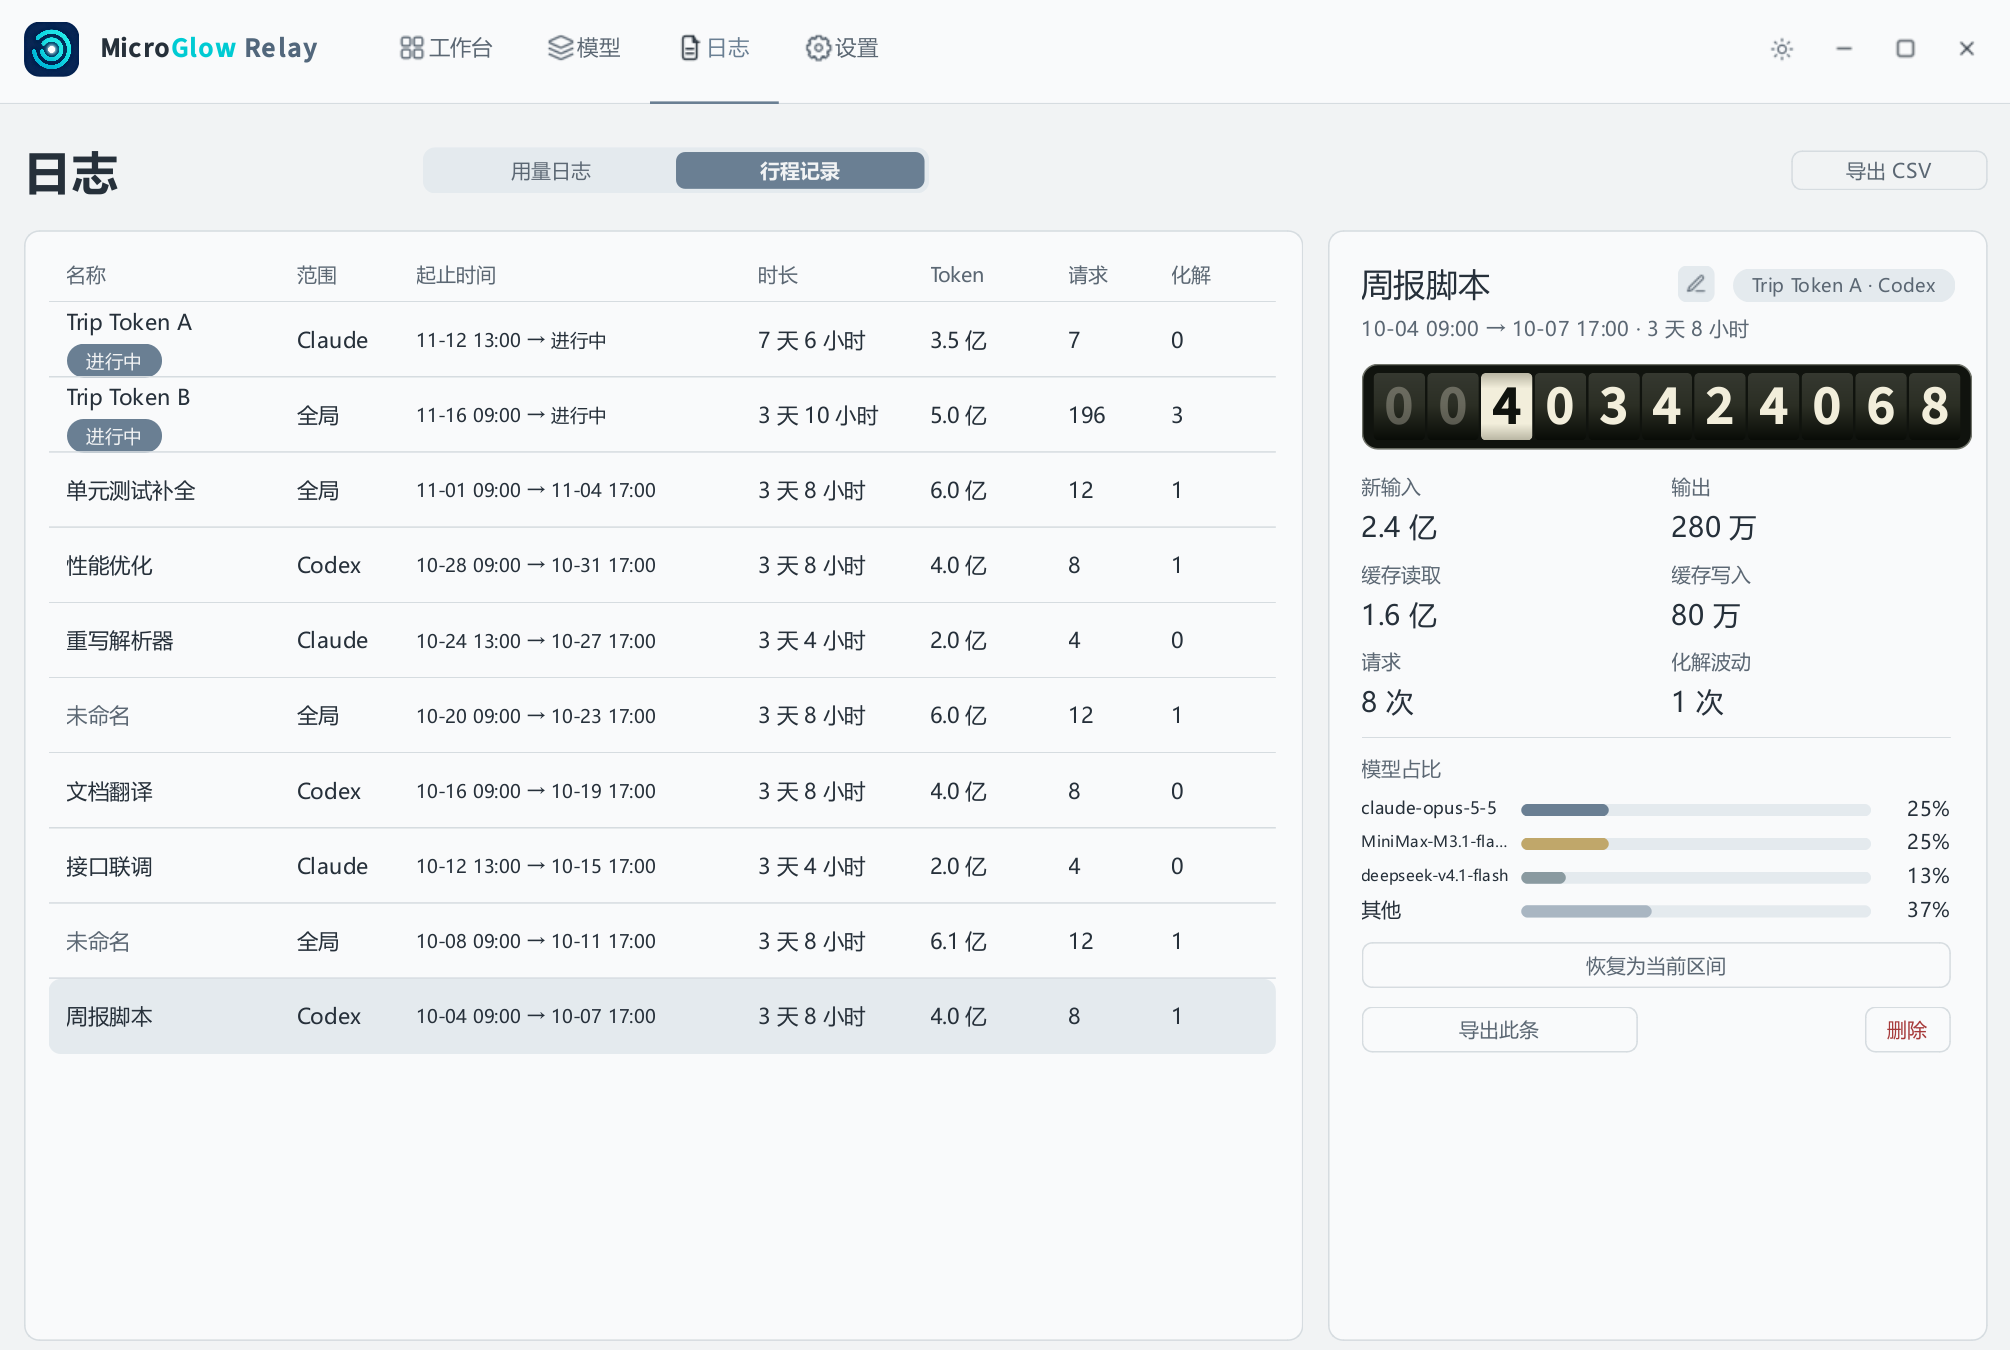 MicroGlow Relay
工作台 模型 日志 设置
日志
用量日志 行程记录
导出 CSV
名称 范围 起止时间 时长 Token 请求 化解
Trip Token A 进行中 Claude 11-12 13:00 → 进行中 7 天 6 小时 3.5 亿 7 0
Trip Token B 进行中 全局 11-16 09:00 → 进行中 3 天 10 小时 5.0 亿 196 3
单元测试补全 全局 11-01 09:00 → 11-04 17:00 3 天 8 小时 6.0 亿 12 1
性能优化 Codex 10-28 09:00 → 10-31 17:00 3 天 8 小时 4.0 亿 8 1
重写解析器 Claude 10-24 13:00 → 10-27 17:00 3 天 4 小时 2.0 亿 4 0
未命名 全局 10-20 09:00 → 10-23 17:00 3 天 8 小时 6.0 亿 12 1
文档翻译 Codex 10-16 09:00 → 10-19 17:00 3 天 8 小时 4.0 亿 8 0
接口联调 Claude 10-12 13:00 → 10-15 17:00 3 天 4 小时 2.0 亿 4 0
未命名 全局 10-08 09:00 → 10-11 17:00 3 天 8 小时 6.1 亿 12 1
周报脚本 Codex 10-04 09:00 → 10-07 17:00 3 天 8 小时 4.0 亿 8 1
周报脚本 Trip Token A · Codex
10-04 09:00 → 10-07 17:00 · 3 天 8 小时
0 0 4 0 3 4 2 4 0 6 8
新输入 输出
2.4 亿 280 万
缓存读取 缓存写入
1.6 亿 80 万
请求 化解波动
8 次 1 次
模型占比
claude-opus-5-5 25%
MiniMax-M3.1-fla... 25%
deepseek-v4.1-flash 13%
其他 37%
恢复为当前区间
导出此条 删除